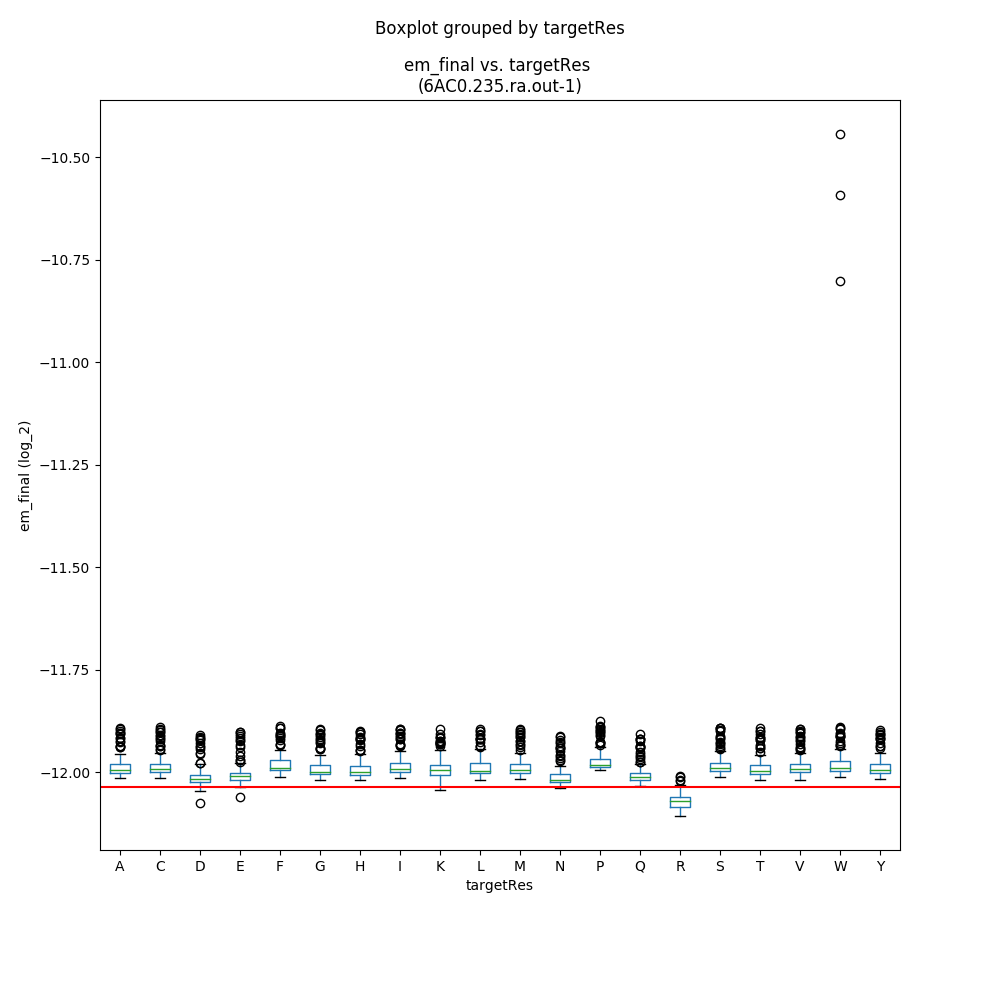 Boxplot grouped by targetRes
em_final vs. targetRes
(6AC0.235.ra.out-1)
−10.50
−10.75
−11.00
−11.25
−11.50
−11.75
−12.00
em_final (log_2)
A C D E F G H I K L M N P Q R S T V W Y
targetRes